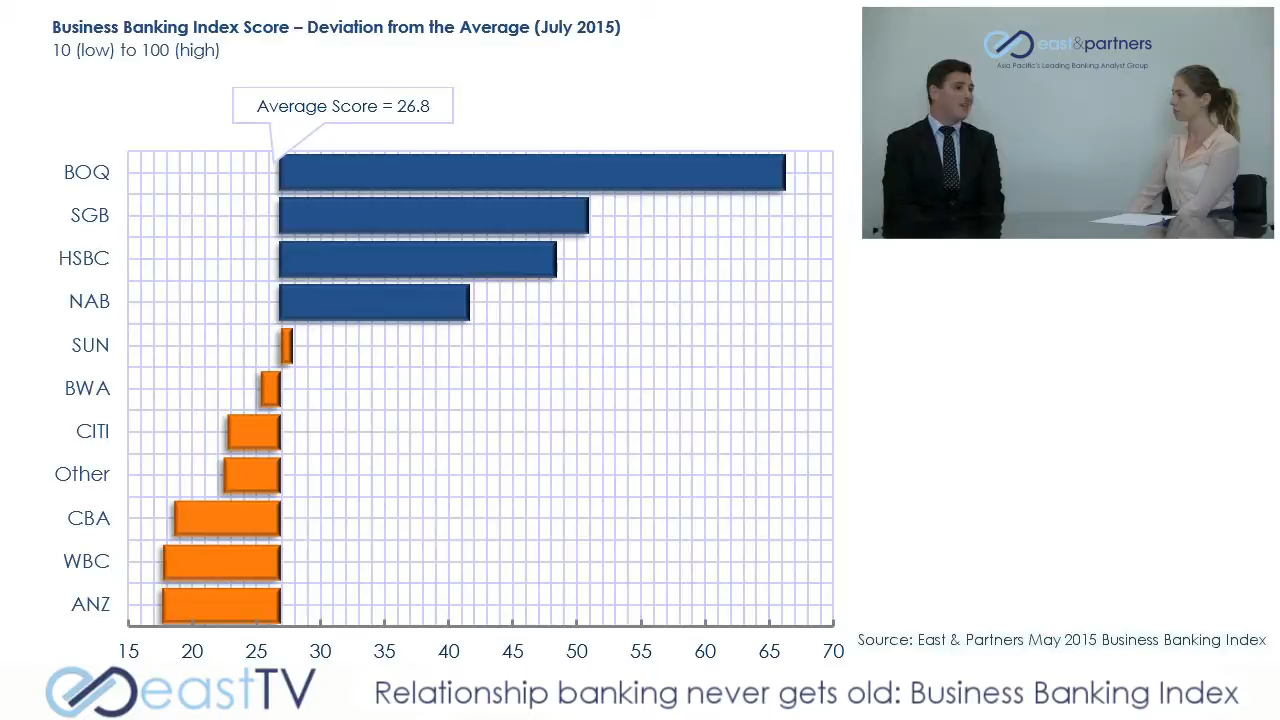 Business Banking Index Score – Deviation from the Average (July 2015)
10 (low) to 100 (high)
Average Score = 26.8
east&partners
Asia Pacific's Leading Banking Analyst Group
BOQ
SGB
HSBC
NAB
SUN
BWA
CITI
Other
CBA
WBC
ANZ
15 20 25 30 35 40 45 50 55 60 65 70
Source: East & Partners May 2015 Business Banking Index
eastTV
Relationship banking never gets old: Business Banking Index